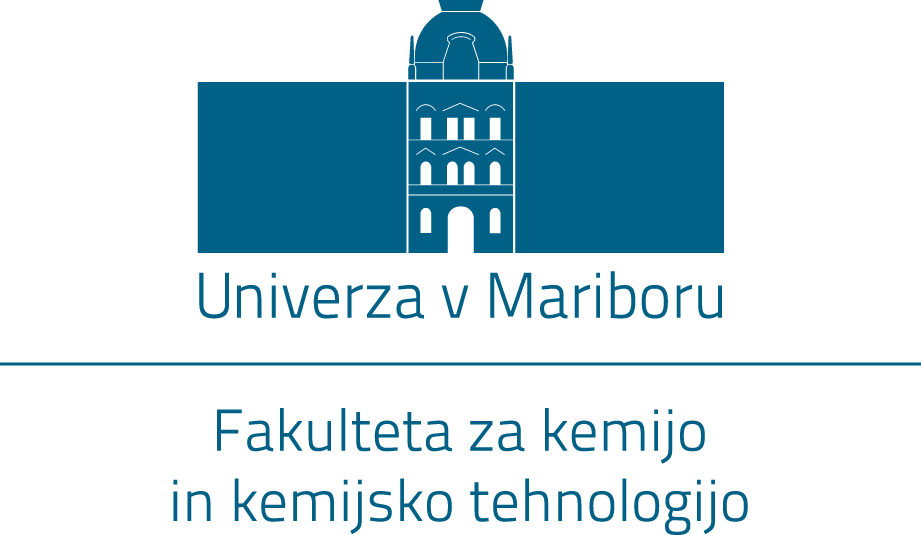 Univerza v Mariboru
Fakulteta za kemijo
in kemijsko tehnologijo